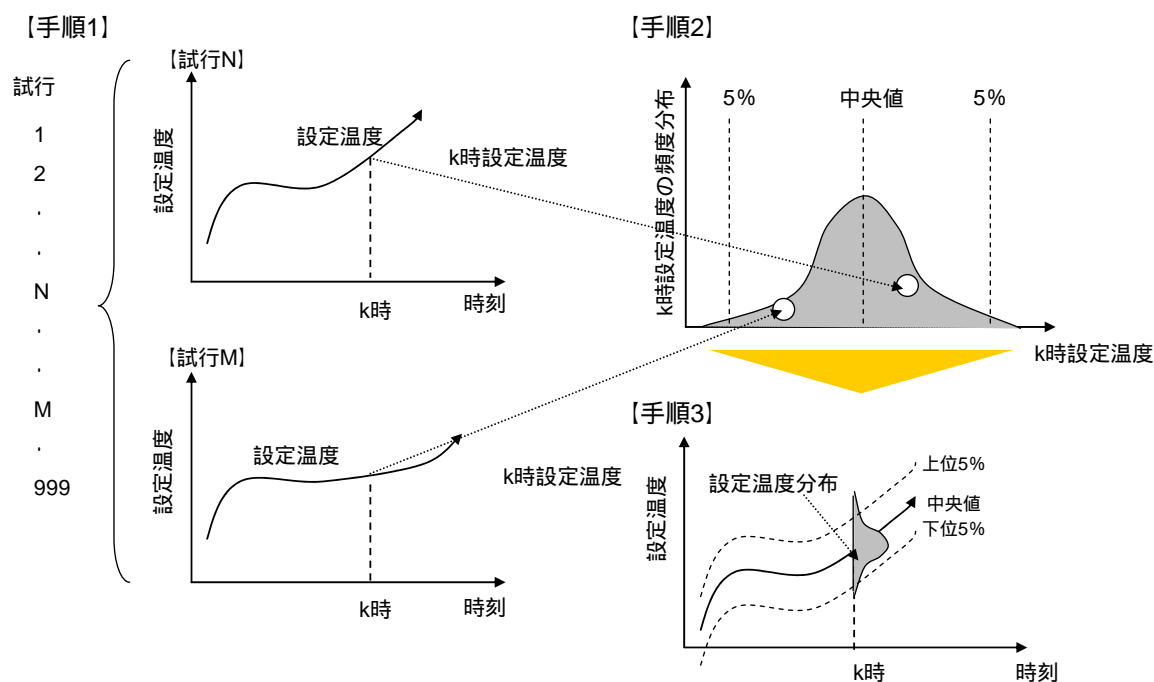 【手順1】
試行
1
2
.
.
N
.
.
M
.
999
【試行N】
設定温度
設定温度
k時設定温度
k時
時刻
【試行M】
設定温度
設定温度
k時設定温度
k時
時刻
【手順2】
k時設定温度の頻度分布
5%
中央値
5%
k時設定温度
【手順3】
設定温度
設定温度分布
上位5%
中央値
下位5%
k時
時刻